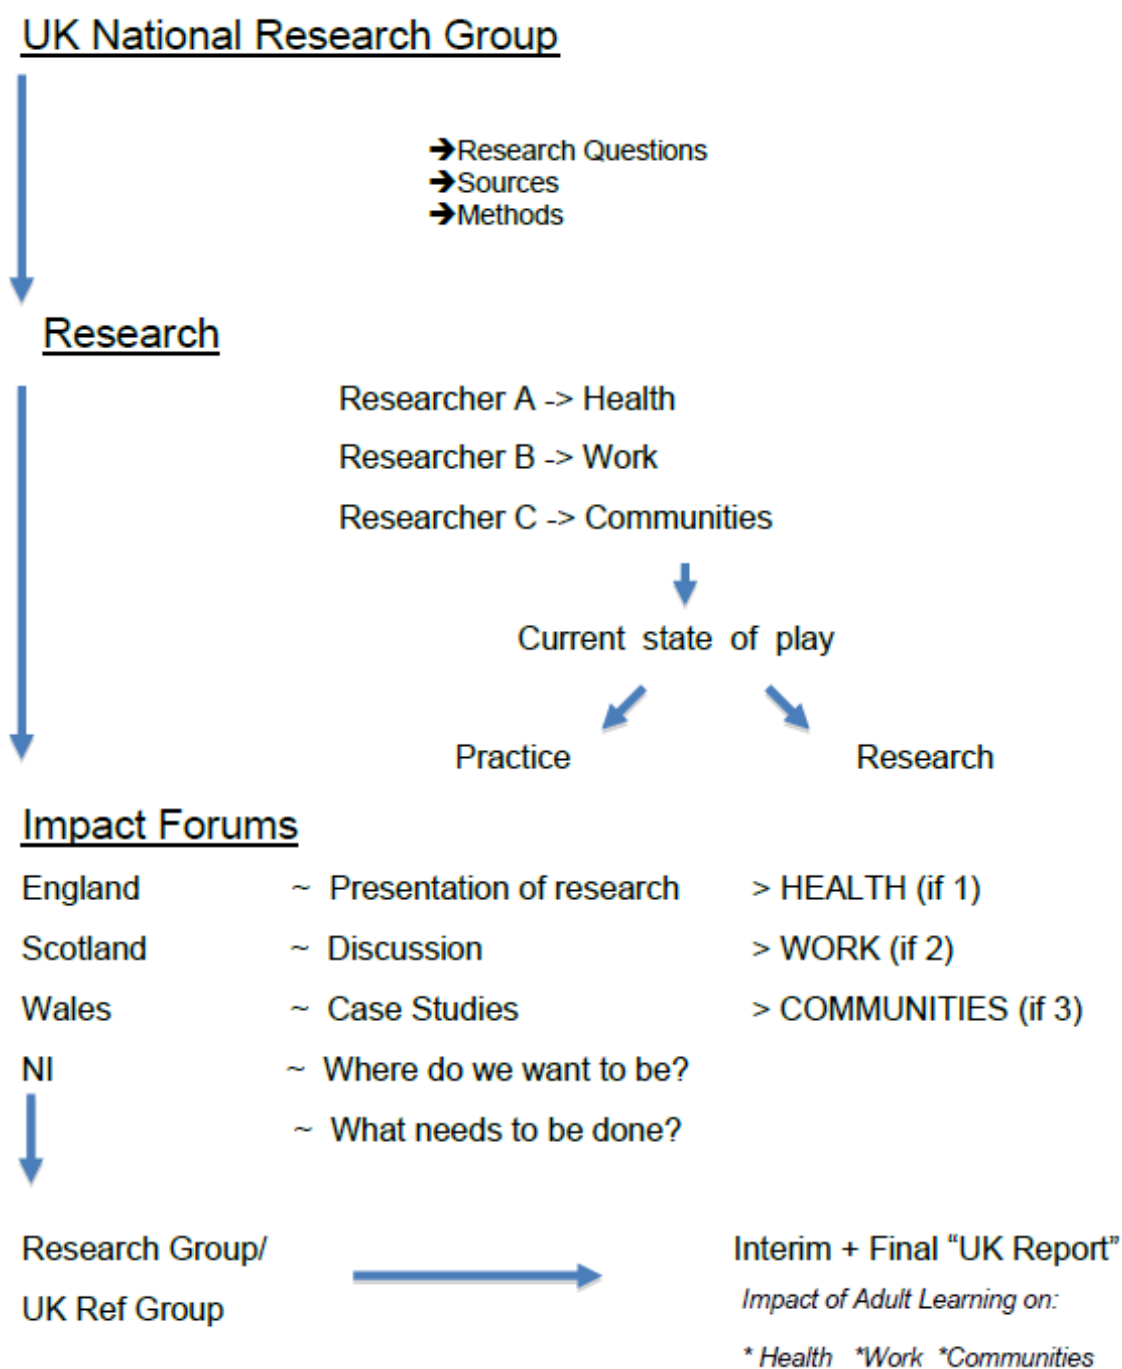 UK National Research Group
➔Research Questions
➔Sources
➔Methods
Research
Researcher A -> Health
Researcher B -> Work
Researcher C -> Communities
Current state of play
Practice Research
Impact Forums
England ~ Presentation of research > HEALTH (if 1)
Scotland ~ Discussion > WORK (if 2)
Wales ~ Case Studies > COMMUNITIES (if 3)
NI ~ Where do we want to be?
~ What needs to be done?
Research Group/ Interim + Final “UK Report”
UK Ref Group Impact of Adult Learning on:
* Health *Work *Communities